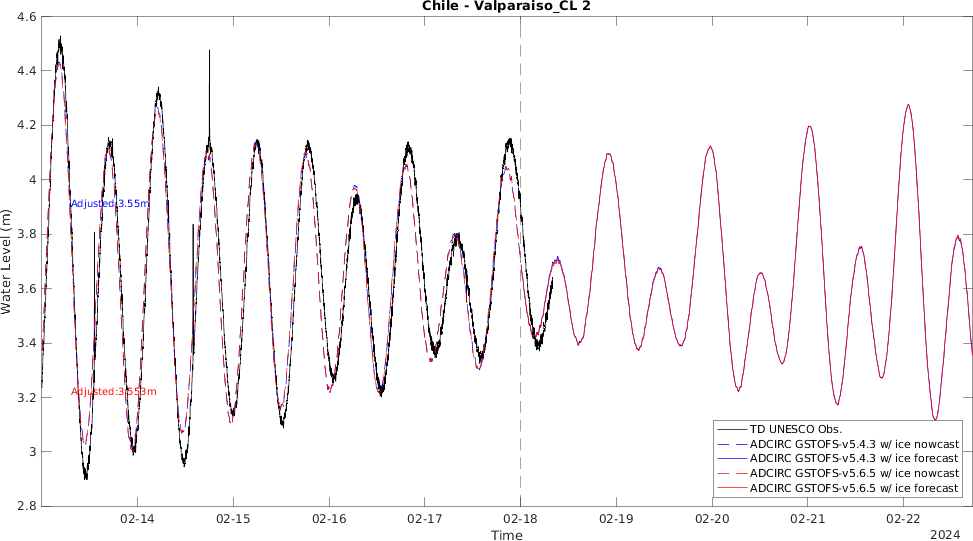 Chile - Valparaiso_CL 2
4.6
4.4
4.2
4
3.8
3.6
3.4
3.2
3
2.8
Water Level (m)
Adjusted:3.55m
Adjusted:3.553m
TD UNESCO Obs.
ADCIRC GSTOFS-v5.4.3 w/ ice nowcast
ADCIRC GSTOFS-v5.4.3 w/ ice forecast
ADCIRC GSTOFS-v5.6.5 w/ ice nowcast
ADCIRC GSTOFS-v5.6.5 w/ ice forecast
02-14 02-15 02-16 02-17 02-18 02-19 02-20 02-21 02-22
Time
2024